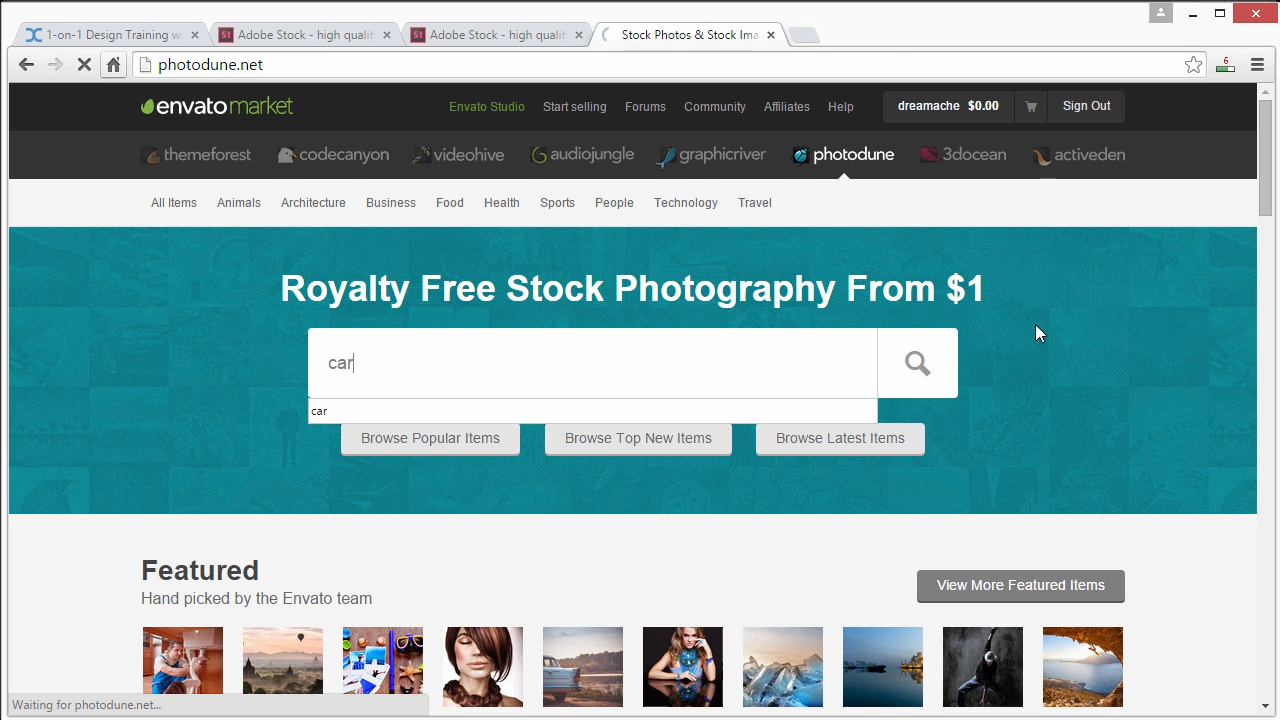 1-on-1 Design Training w
Adobe Stock - high qualit
Adobe Stock - high qualit
Stock Photos & Stock Ima
photodune.net
6
envatomarket
Envato Studio
Start selling
Forums
Community
Affiliates
Help
dreamache $0.00
Sign Out
themeforest
codecanyon
videohive
audiojungle
graphicriver
photodune
3docean
activeden
All Items
Animals
Architecture
Business
Food
Health
Sports
People
Technology
Travel
Royalty Free Stock Photography From $1
car
car
Browse Popular Items
Browse Top New Items
Browse Latest Items
Featured
Hand picked by the Envato team
View More Featured Items
Waiting for photodune.net...